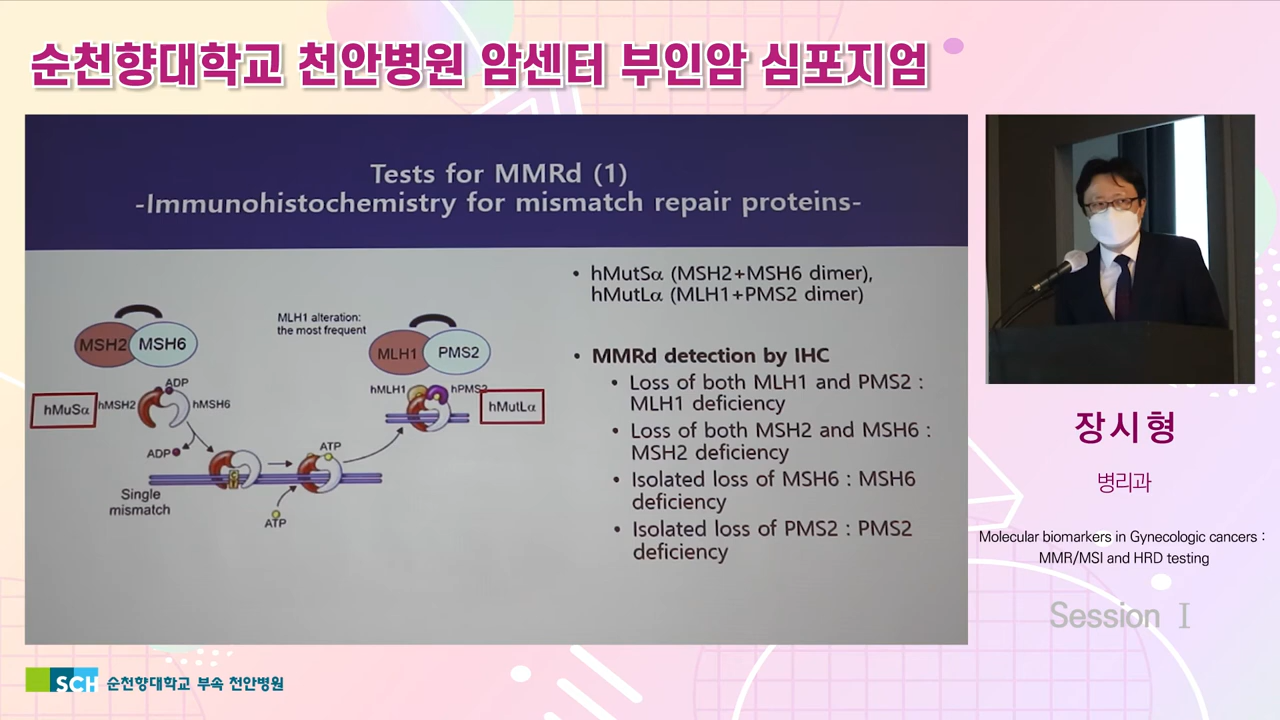 순천향대학교 천안병원 암센터 부인암 심포지엄
Tests for MMRd (1)
-Immunohistochemistry for mismatch repair proteins-
MSH2
MSH6
MLH1 alteration:
the most frequent
MLH1
PMS2
hMuSα
hMSH2
ADP
hMSH6
ADP
hMLH1
hPMS2
hMutLα
ATP
Single
mismatch
ATP
• hMutSα (MSH2+MSH6 dimer),
hMutLα (MLH1+PMS2 dimer)
• MMRd detection by IHC
• Loss of both MLH1 and PMS2 :
MLH1 deficiency
• Loss of both MSH2 and MSH6 :
MSH2 deficiency
• Isolated loss of MSH6 : MSH6
deficiency
• Isolated loss of PMS2 : PMS2
deficiency
장시형
병리과
Molecular biomarkers in Gynecologic cancers :
MMR/MSI and HRD testing
Session Ⅰ
SCH 순천향대학교 부속 천안병원